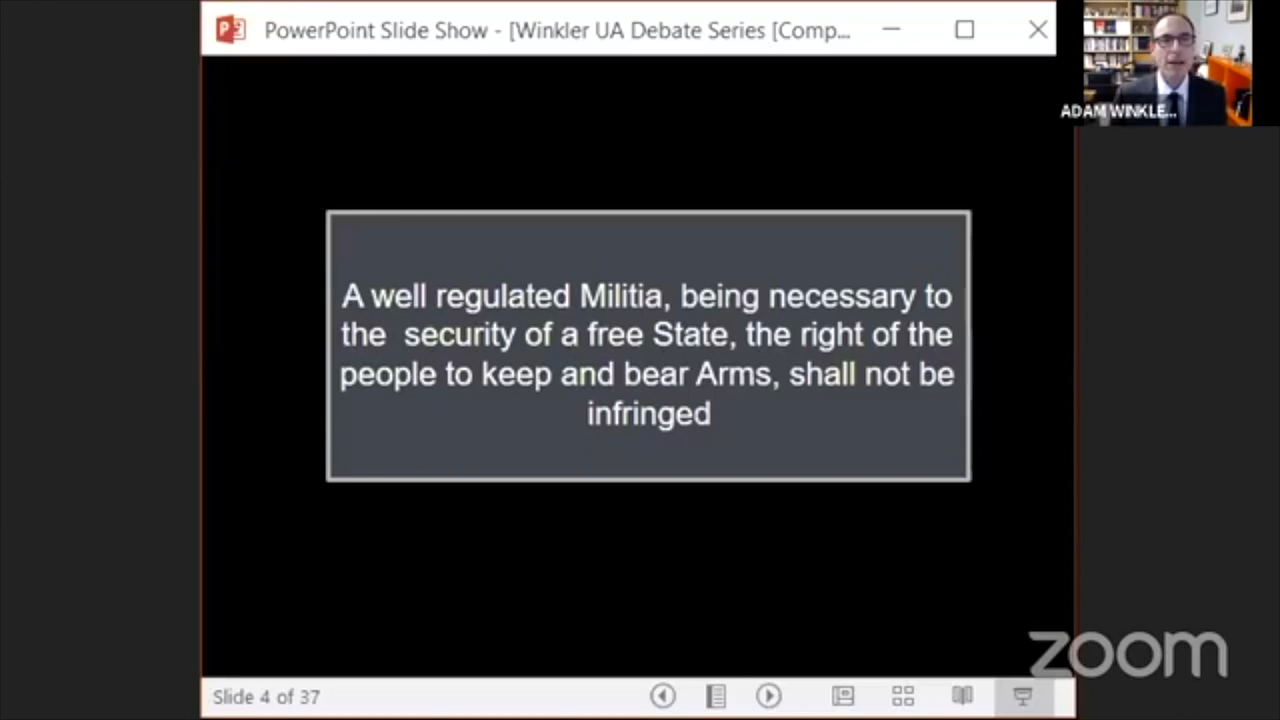 PowerPoint Slide Show - [Winkler UA Debate Series [Comp...
ADAM WINKLE...
A well regulated Militia, being necessary to
the  security of a free State, the right of the
people to keep and bear Arms, shall not be
infringed
zoom
Slide 4 of 37